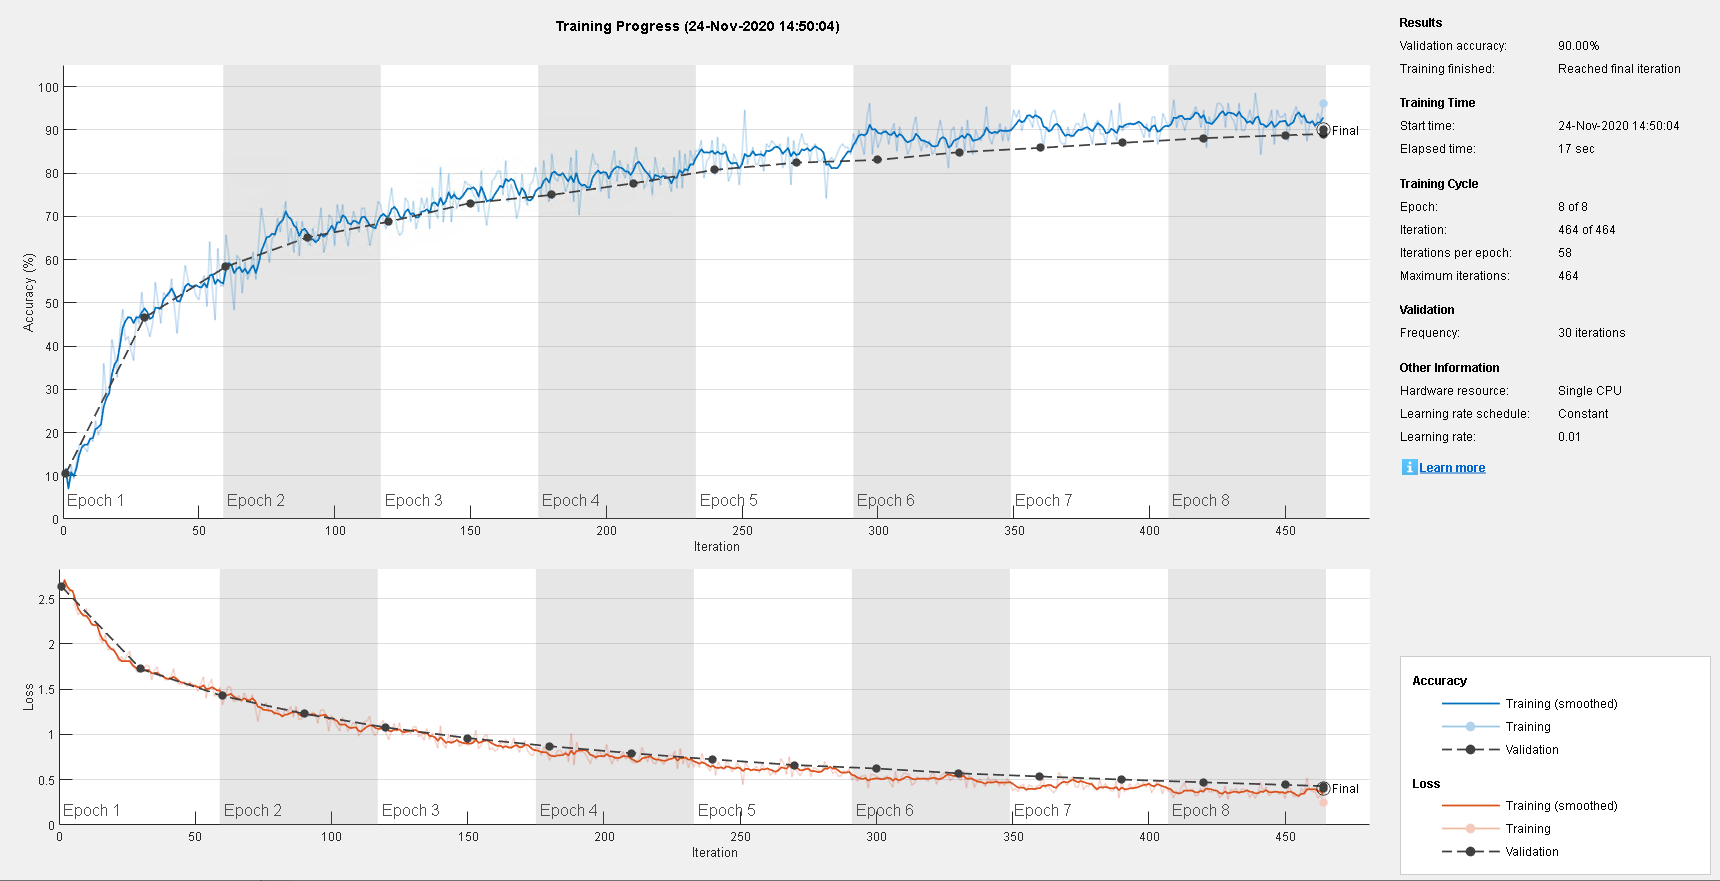 Training Progress (24-Nov-2020 14:50:04)
100
90
80
70
60
50
40
30
20
10
0
Accuracy (%)
Epoch 1
Epoch 2
Epoch 3
Epoch 4
Epoch 5
Epoch 6
Epoch 7
Epoch 8
Final
0
50
100
150
200
250
300
350
400
450
Iteration
2.5
2
1.5
1
0.5
0
Loss
Epoch 1
Epoch 2
Epoch 3
Epoch 4
Epoch 5
Epoch 6
Epoch 7
Epoch 8
Final
0
50
100
150
200
250
300
350
400
450
Iteration
Results
Validation accuracy: 90.00%
Training finished: Reached final iteration
Training Time
Start time: 24-Nov-2020 14:50:04
Elapsed time: 17 sec
Training Cycle
Epoch: 8 of 8
Iteration: 464 of 464
Iterations per epoch: 58
Maximum iterations: 464
Validation
Frequency: 30 iterations
Other Information
Hardware resource: Single CPU
Learning rate schedule: Constant
Learning rate: 0.01
i Learn more
Accuracy
Training (smoothed)
Training
Validation
Loss
Training (smoothed)
Training
Validation